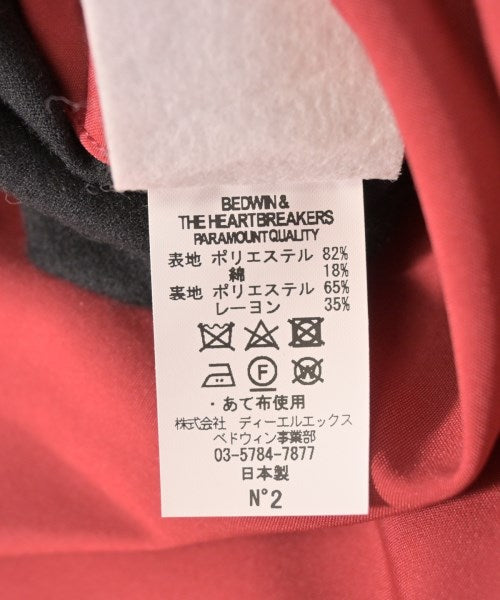 BEDWIN &
THE HEARTBREAKERS
PARAMOUNT QUALITY
表地 ポリエステル 82%
綿 18%
裏地 ポリエステル 65%
レーヨン 35%
F W
・あて布使用
株式会社 ディーエルエックス
ベドウィン事業部
03-5784-7877
日本製
N°2